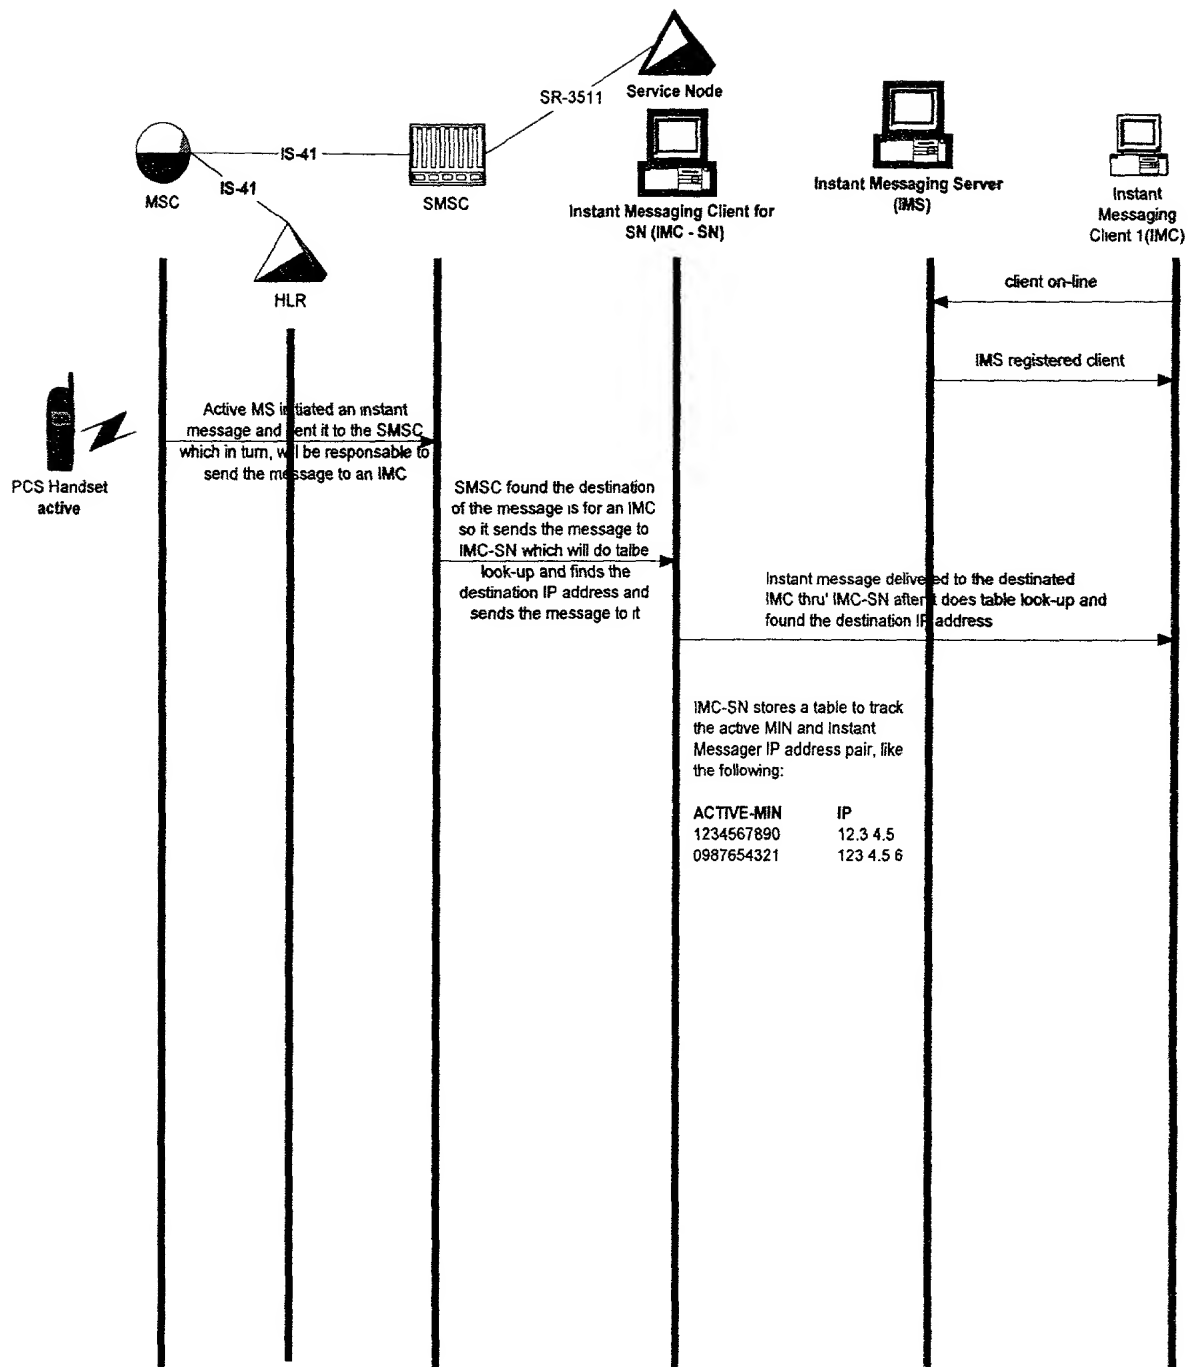 SR-3511
Service Node
IS-41
IS-41
MSC
SMSC
HLR
Instant Messaging Client for
SN (IMC - SN)
Instant Messaging Server
(IMS)
Instant
Messaging
Client 1(IMC)
client on-line
IMS registered client
PCS Handset
active
Active MS initiated an instant
message and sent it to the SMSC
which in turn, will be responsable to
send the message to an IMC
SMSC found the destination
of the message is for an IMC
so it sends the message to
IMC-SN which will do talbe
look-up and finds the
destination IP address and
sends the message to it
Instant message delivered to the destinated
IMC thru' IMC-SN after it does table look-up and
found the destination IP address
IMC-SN stores a table to track
the active MIN and Instant
Messager IP address pair, like
the following:
ACTIVE-MIN IP
1234567890 12.3 4.5
0987654321 123 4.5 6